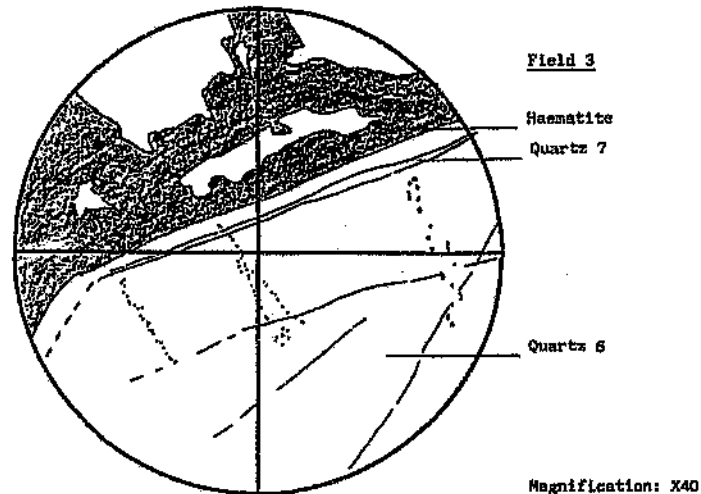 Field 3
Haematite
Quartz 7
Quartz 6
Magnification: X40